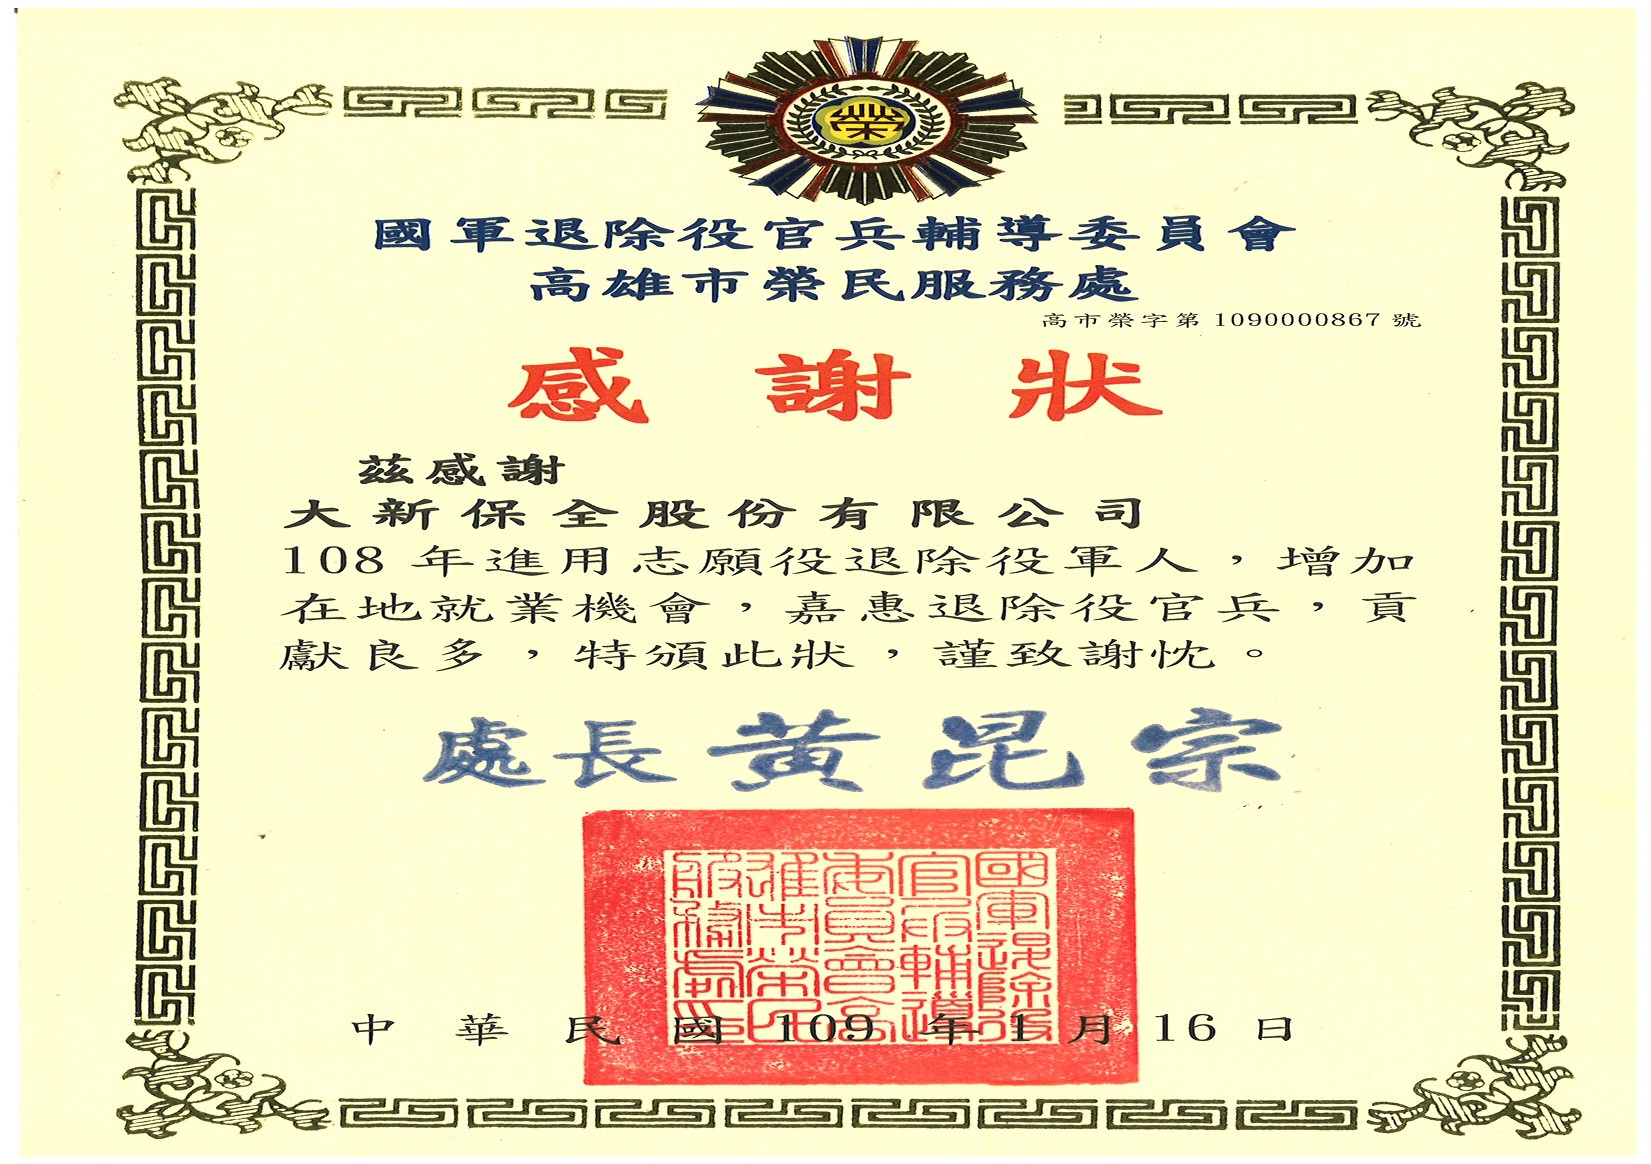 榮
國軍退除役官兵輔導委員會
高雄市榮民服務處
高市榮字第 1090000867 號
感謝狀
茲感謝
大新保全股份有限公司
108 年進用志願役退除役軍人，增加
在地就業機會，嘉惠退除役官兵，貢
獻良多，特頒此狀，謹致謝忱。
處長黃昆宗
國軍退除役
官兵輔導
委員會高
雄市榮民
服務處印
中華民國 109 年 1 月 16 日